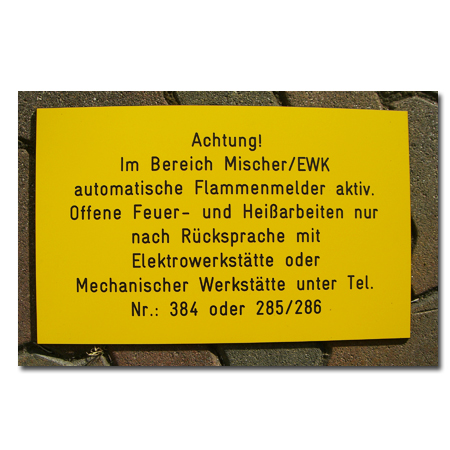 Achtung!
Im Bereich Mischer/EWK
automatische Flammenmelder aktiv.
Offene Feuer- und Heißarbeiten nur
nach Rücksprache mit
Elektrowerkstätte oder
Mechanischer Werkstätte unter Tel.
Nr.: 384 oder 285/286